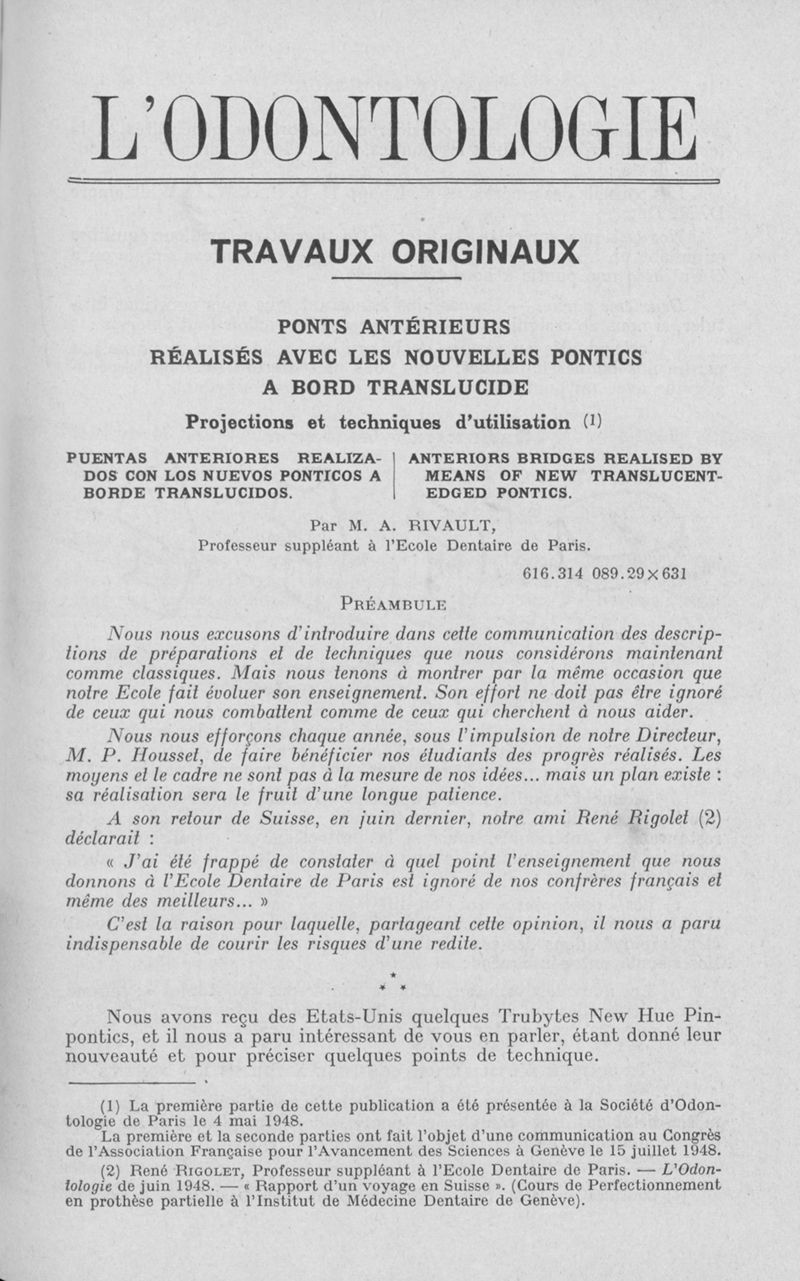 L'ODONTOLOGIE
TRAVAUX ORIGINAUX
PONTS ANTÉRIEURS
RÉALISÉS AVEC LES NOUVELLES PONTICS
A BORD TRANSLUCIDE
Projections et techniques d'utilisation (1)
PUENTAS ANTERIORES REALIZA-
DOS CON LOS NUEVOS PONTICOS A
BORDE TRANSLUCIDOS.
ANTERIORS BRIDGES REALISED BY
MEANS OF NEW TRANSLUCENT-
EDGED PONTICS.
Par M. A. RIVAULT,
Professeur suppléant à l'Ecole Dentaire de Paris.
616.314 089.29×631
PRÉAMBULE
Nous nous excusons d'introduire dans cette communication des descrip-
tions de préparations et de techniques que nous considérons maintenant
comme classiques. Mais nous tenons à montrer par la même occasion que
notre Ecole fait évoluer son enseignement. Son effort ne doit pas être ignoré
de ceux qui nous combattent comme de ceux qui cherchent à nous aider.
Nous nous efforçons chaque année, sous l'impulsion de notre Directeur,
M. P. Housset, de faire bénéficier nos étudiants des progrès réalisés. Les
moyens et le cadre ne sont pas à la mesure de nos idées... mais un plan existe :
sa réalisation sera le fruit d'une longue patience.
A son retour de Suisse, en juin dernier, notre ami René Rigolet (2)
déclarait :
« J'ai été frappé de constater à quel point l'enseignement que nous
donnons à l'Ecole Dentaire de Paris est ignoré de nos confrères français et
même des meilleurs... »
C'est la raison pour laquelle, partageant cette opinion, il nous a paru
indispensable de courir les risques d'une redite.
*
* *
Nous avons reçu des Etats-Unis quelques Trubytes New Hue Pin-
pontics, et il nous a paru intéressant de vous en parler, étant donné leur
nouveauté et pour préciser quelques points de technique.
(1) La première partie de cette publication a été présentée à la Société d'Odon-
tologie de Paris le 4 mai 1948.
La première et la seconde parties ont fait l'objet d'une communication au Congrès
de l'Association Française pour l'Avancement des Sciences à Genève le 15 juillet 1948.
(2) René RIGOLET, Professeur suppléant à l'Ecole Dentaire de Paris. — L'Odon-
tologie de juin 1948. — « Rapport d'un voyage en Suisse ». (Cours de Perfectionnement
en prothèse partielle à l'Institut de Médecine Dentaire de Genève).